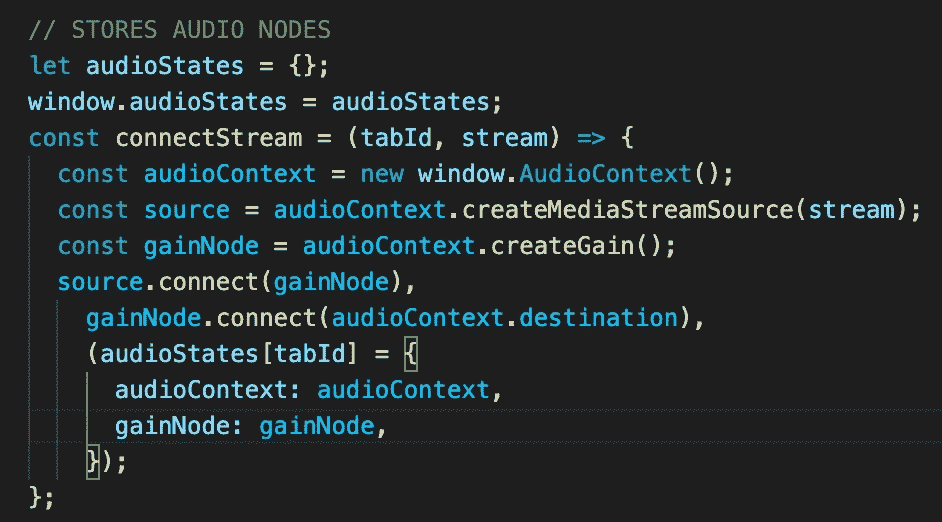 // STORES AUDIO NODES
let audioStates = {};
window.audioStates = audioStates;
const connectStream = (tabId, stream) => {
  const audioContext = new window.AudioContext();
  const source = audioContext.createMediaStreamSource(stream);
  const gainNode = audioContext.createGain();
  source.connect(gainNode),
    gainNode.connect(audioContext.destination),
    (audioStates[tabId] = {
      audioContext: audioContext,
      gainNode: gainNode,
    });
};